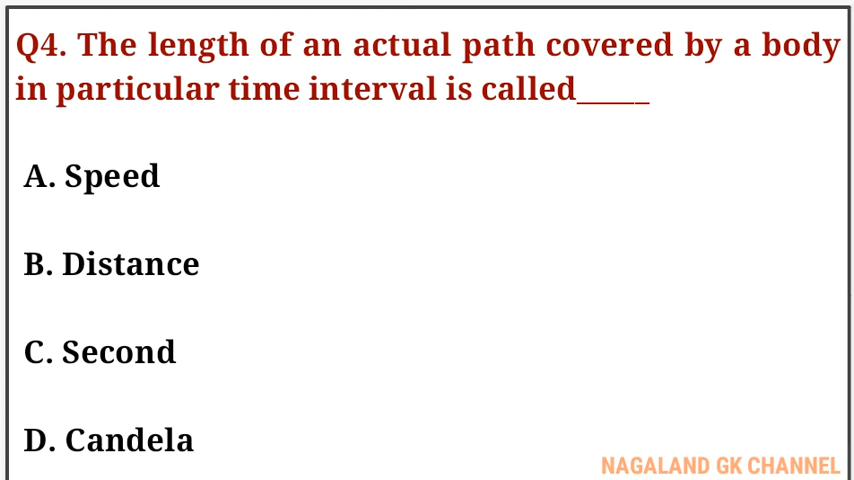 Q4. The length of an actual path covered by a body
in particular time interval is called_____
A. Speed
B. Distance
C. Second
D. Candela
NAGALAND GK CHANNEL